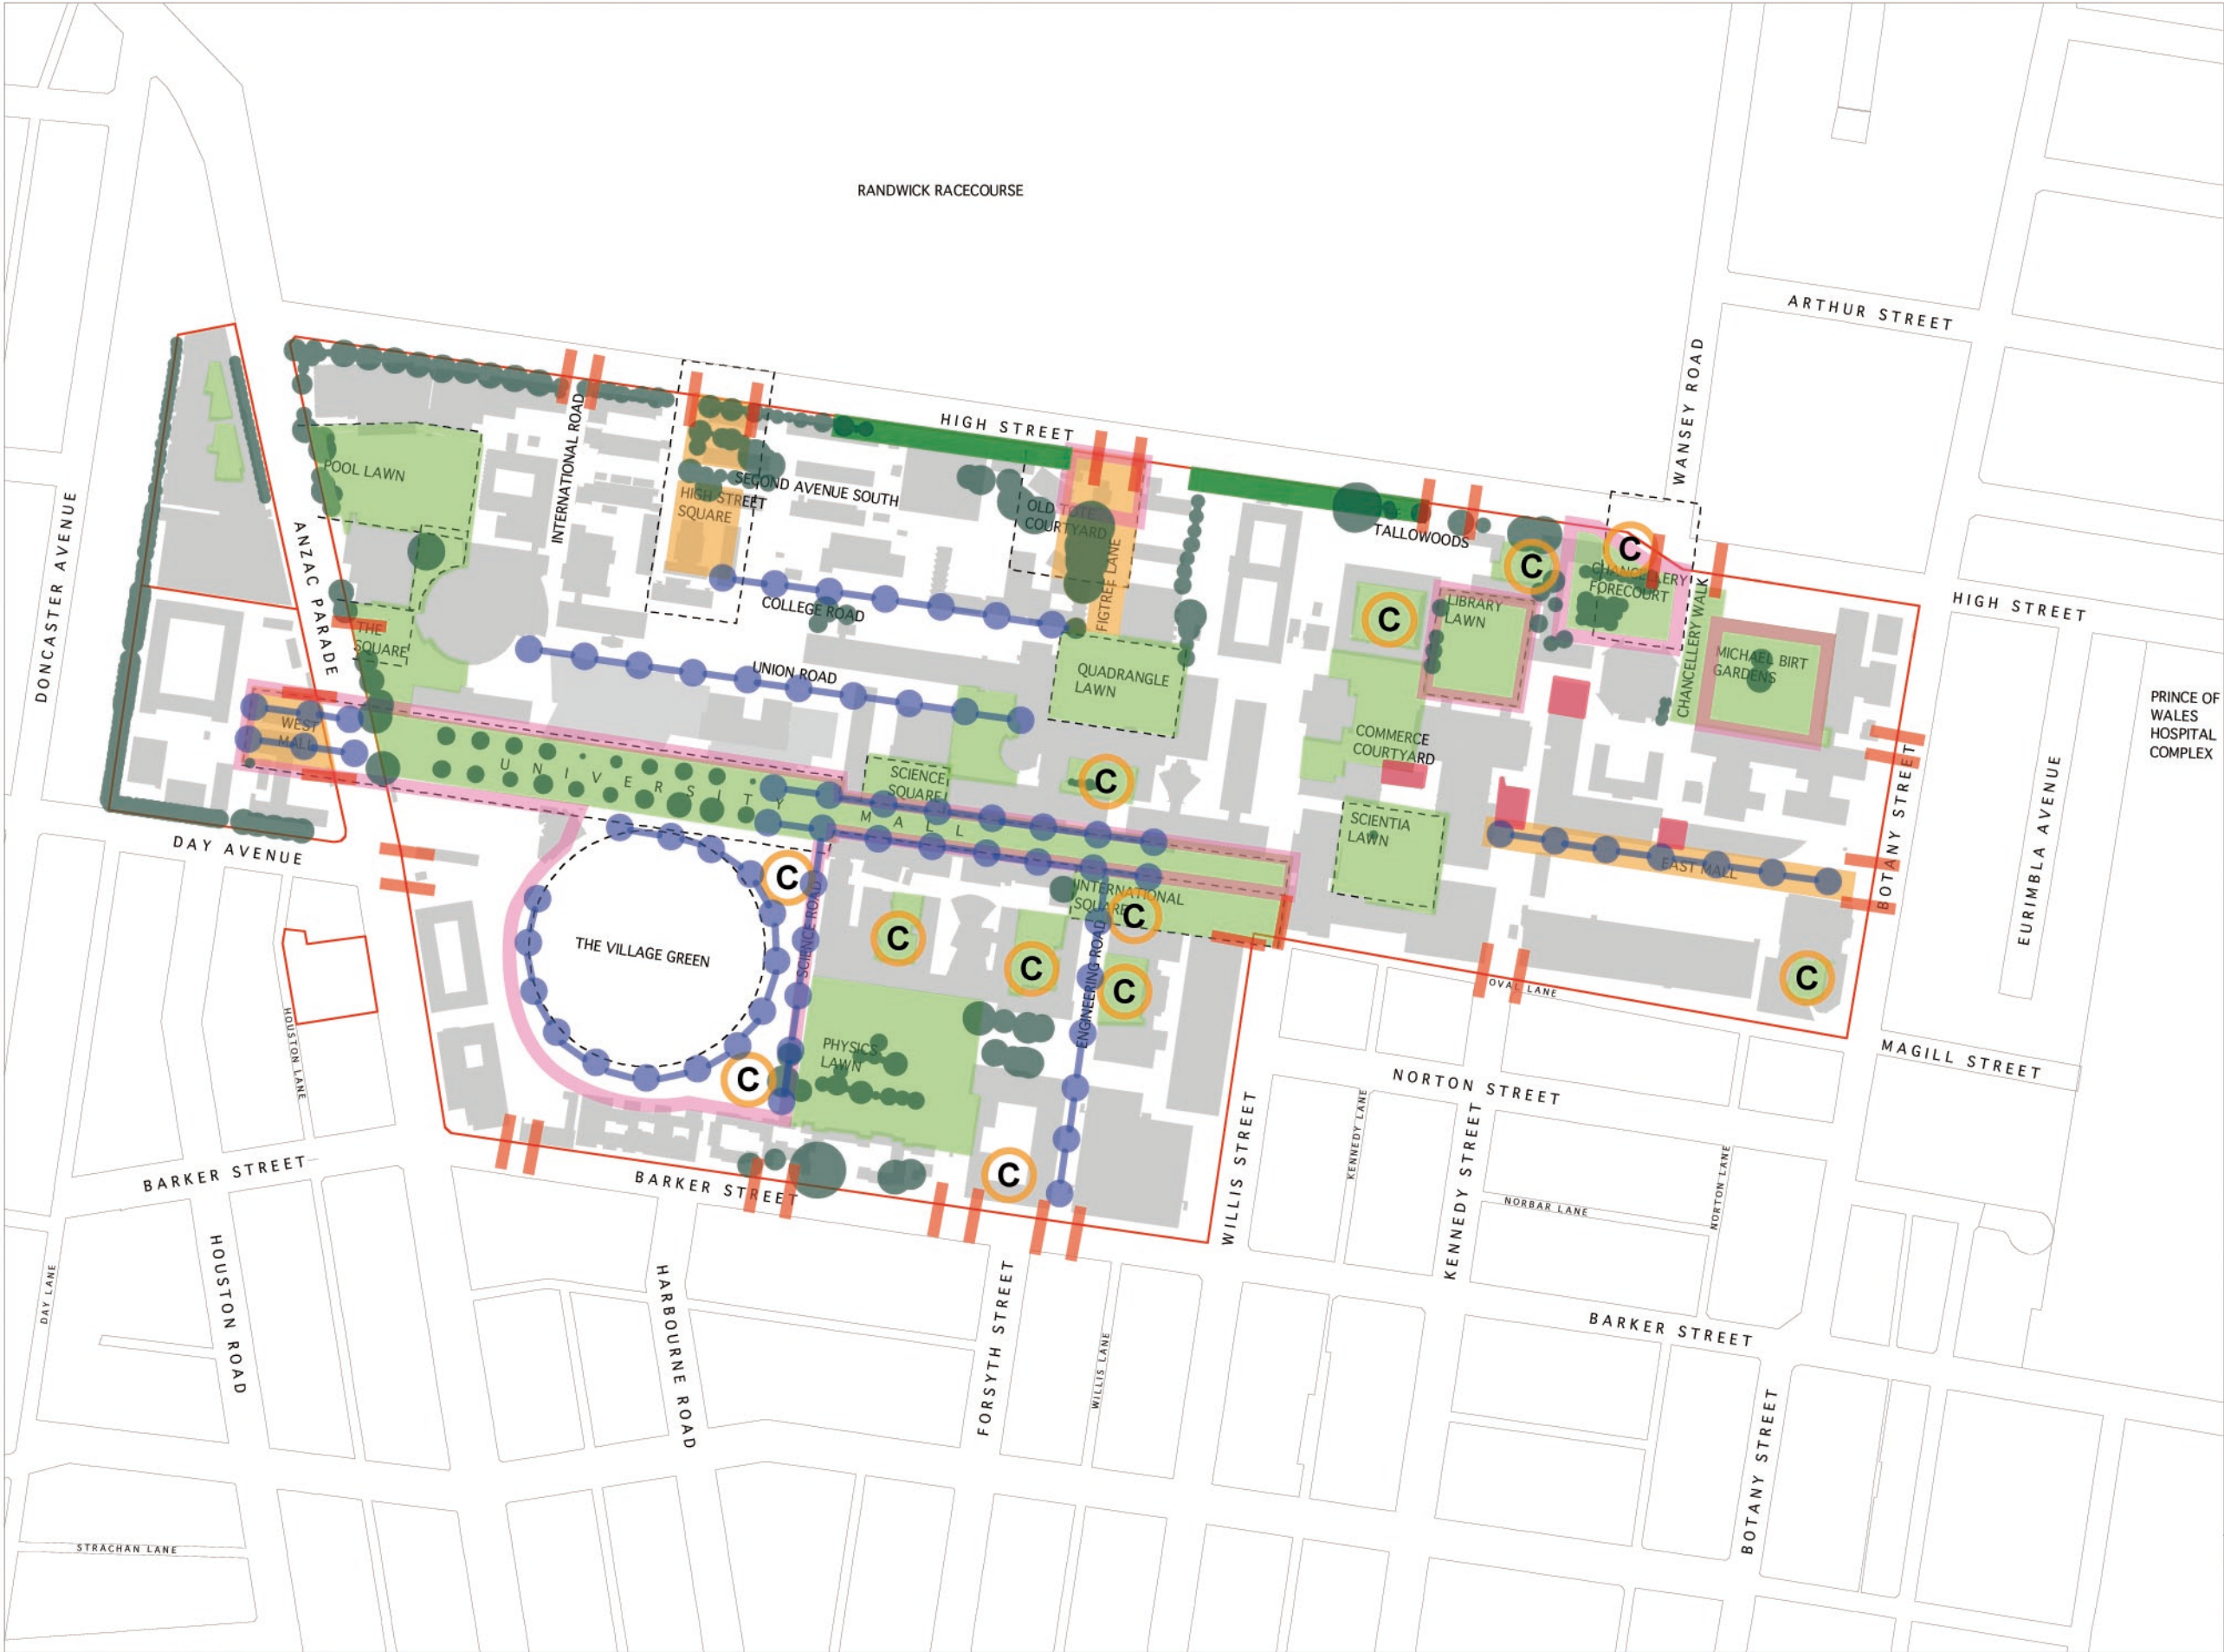 RANDWICK RACECOURSE
ARTHUR STREET
WANSEY ROAD
HIGH STREET
INTERNATIONAL ROAD
POOL LAWN
SECOND AVENUE SOUTH
HIGH STREET
SQUARE
OLD TOTE
COURTYARD
TALLOWOODS
FIGTREE LANE
DONCASTER AVENUE
ANZAC PARADE
COLLEGE ROAD
THE
SQUARE
UNION ROAD
QUADRANGLE
LAWN
C
C
C
CHANCELLERY
FORECOURT
LIBRARY
LAWN
CHANCELLERY WALK
MICHAEL BIRT
GARDENS
HIGH STREET
PRINCE OF
WALES
HOSPITAL
COMPLEX
WEST
MALL
UNIVERSITY
MALL
SCIENCE
SQUARE
C
COMMERCE
COURTYARD
SCIENTIA
LAWN
EAST MALL
BOTANY STREET
EURIMBLA AVENUE
DAY AVENUE
C
INTERNATIONAL
SQUARE
C
THE VILLAGE GREEN
SCIENCE ROAD
C
C
C
ENGINEERING ROAD
C
OVAL LANE
HOUSTON LANE
PHYSICS
LAWN
C
MAGILL STREET
NORTON STREET
KENNEDY LANE
KENNEDY STREET
WILLIS STREET
NORTON LANE
NORBAR LANE
C
BARKER STREET
BARKER STREET
DAY LANE
HOUSTON ROAD
HARBOURNE ROAD
FORSYTH STREET
WILLIS LANE
BARKER STREET
BOTANY STREET
STRACHAN LANE